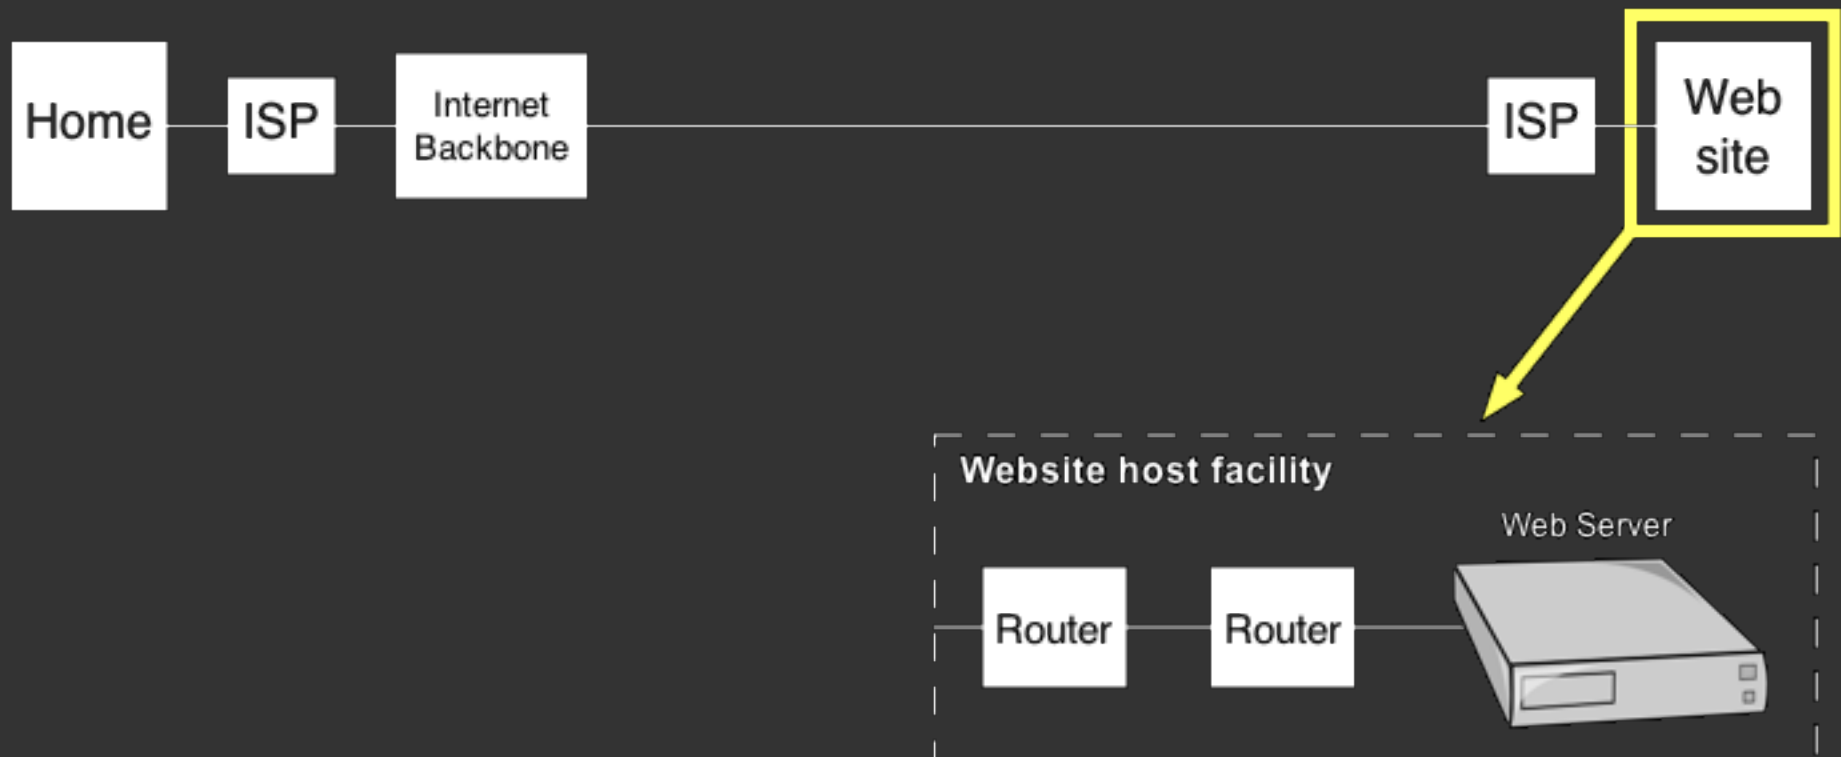 Home
ISP
Internet
Backbone
ISP
Web
site
Website host facility
Web Server
Router
Router